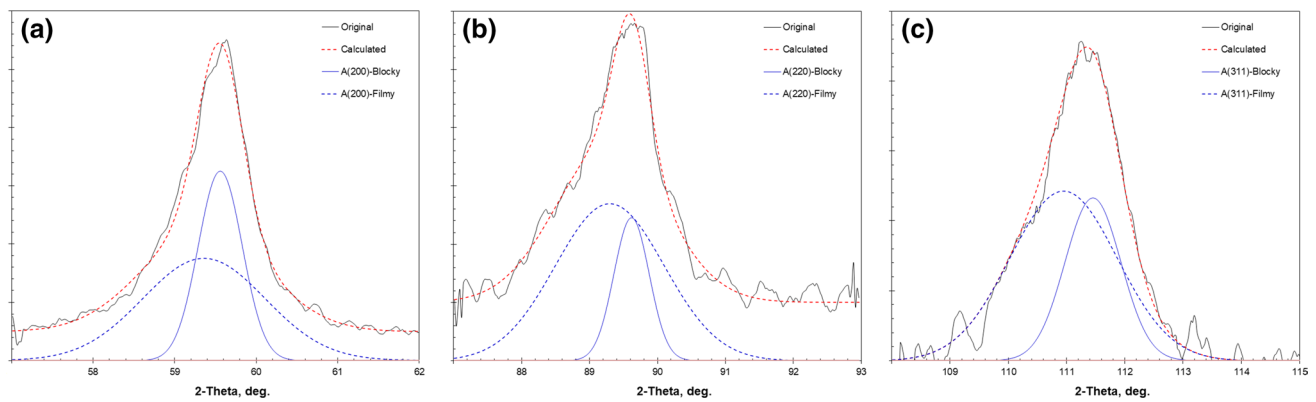 (a)
Original
Calculated
A(200)-Blocky
A(200)-Filmy
58 59 60 61 62
2-Theta, deg.
(b)
Original
Calculated
A(220)-Blocky
A(220)-Filmy
88 89 90 91 92 93
2-Theta, deg.
(c)
Original
Calculated
A(311)-Blocky
A(311)-Filmy
109 110 111 112 113 114 115
2-Theta, deg.